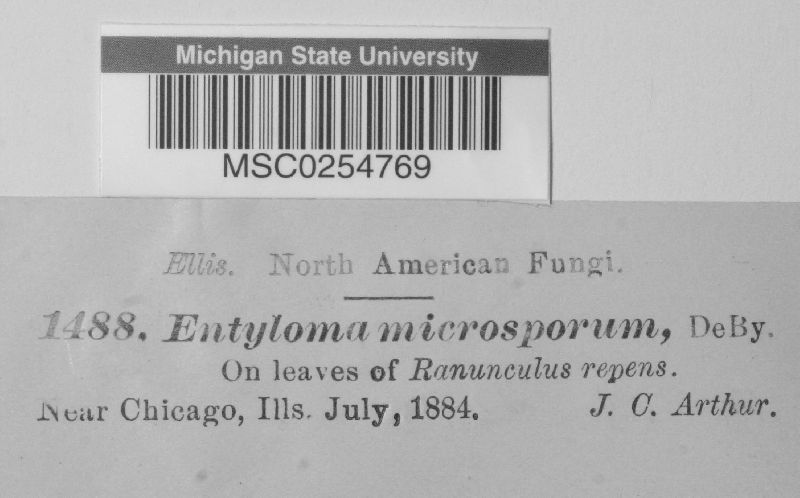 Michigan State University
MSC0254769
Ellis. North American Fungi.
1488. Entyloma microsporum, DeBy.
On leaves of Ranunculus repens.
Near Chicago, Ills. July, 1884. J. C. Arthur.